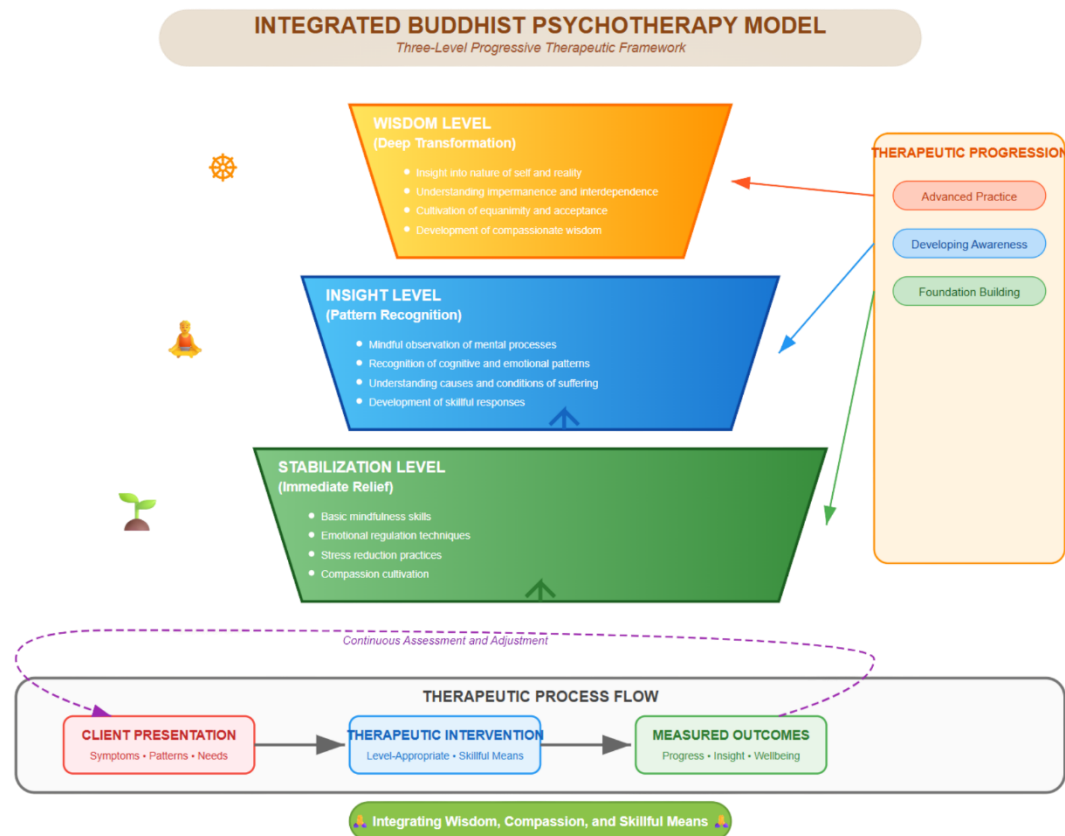 INTEGRATED BUDDHIST PSYCHOTHERAPY MODEL
Three-Level Progressive Therapeutic Framework
WISDOM LEVEL
(Deep Transformation)
Insight into nature of self and reality
Understanding impermanence and interdependence
Cultivation of equanimity and acceptance
Development of compassionate wisdom
THERAPEUTIC PROGRESSION
Advanced Practice
Developing Awareness
Foundation Building
INSIGHT LEVEL
(Pattern Recognition)
Mindful observation of mental processes
Recognition of cognitive and emotional patterns
Understanding causes and conditions of suffering
Development of skillful responses
STABILIZATION LEVEL
(Immediate Relief)
Basic mindfulness skills
Emotional regulation techniques
Stress reduction practices
Compassion cultivation
Continuous Assessment and Adjustment
THERAPEUTIC PROCESS FLOW
CLIENT PRESENTATION
Symptoms • Patterns • Needs
THERAPEUTIC INTERVENTION
Level-Appropriate • Skillful Means
MEASURED OUTCOMES
Progress • Insight • Wellbeing
Integrating Wisdom, Compassion, and Skillful Means